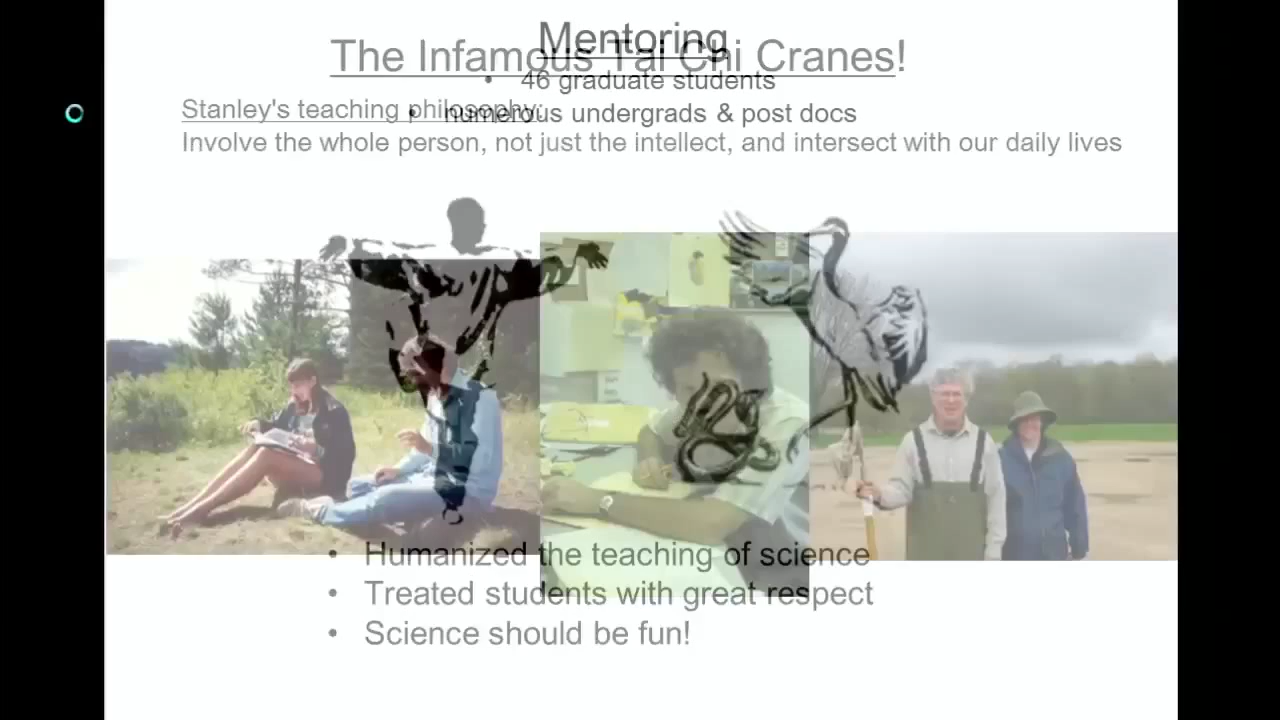 Mentoring
The Infamous Tai Chi Cranes!
• 46 graduate students
Stanley's teaching philosophy:
• numerous undergrads & post docs
Involve the whole person, not just the intellect, and intersect with our daily lives
• Humanized the teaching of science
• Treated students with great respect
• Science should be fun!